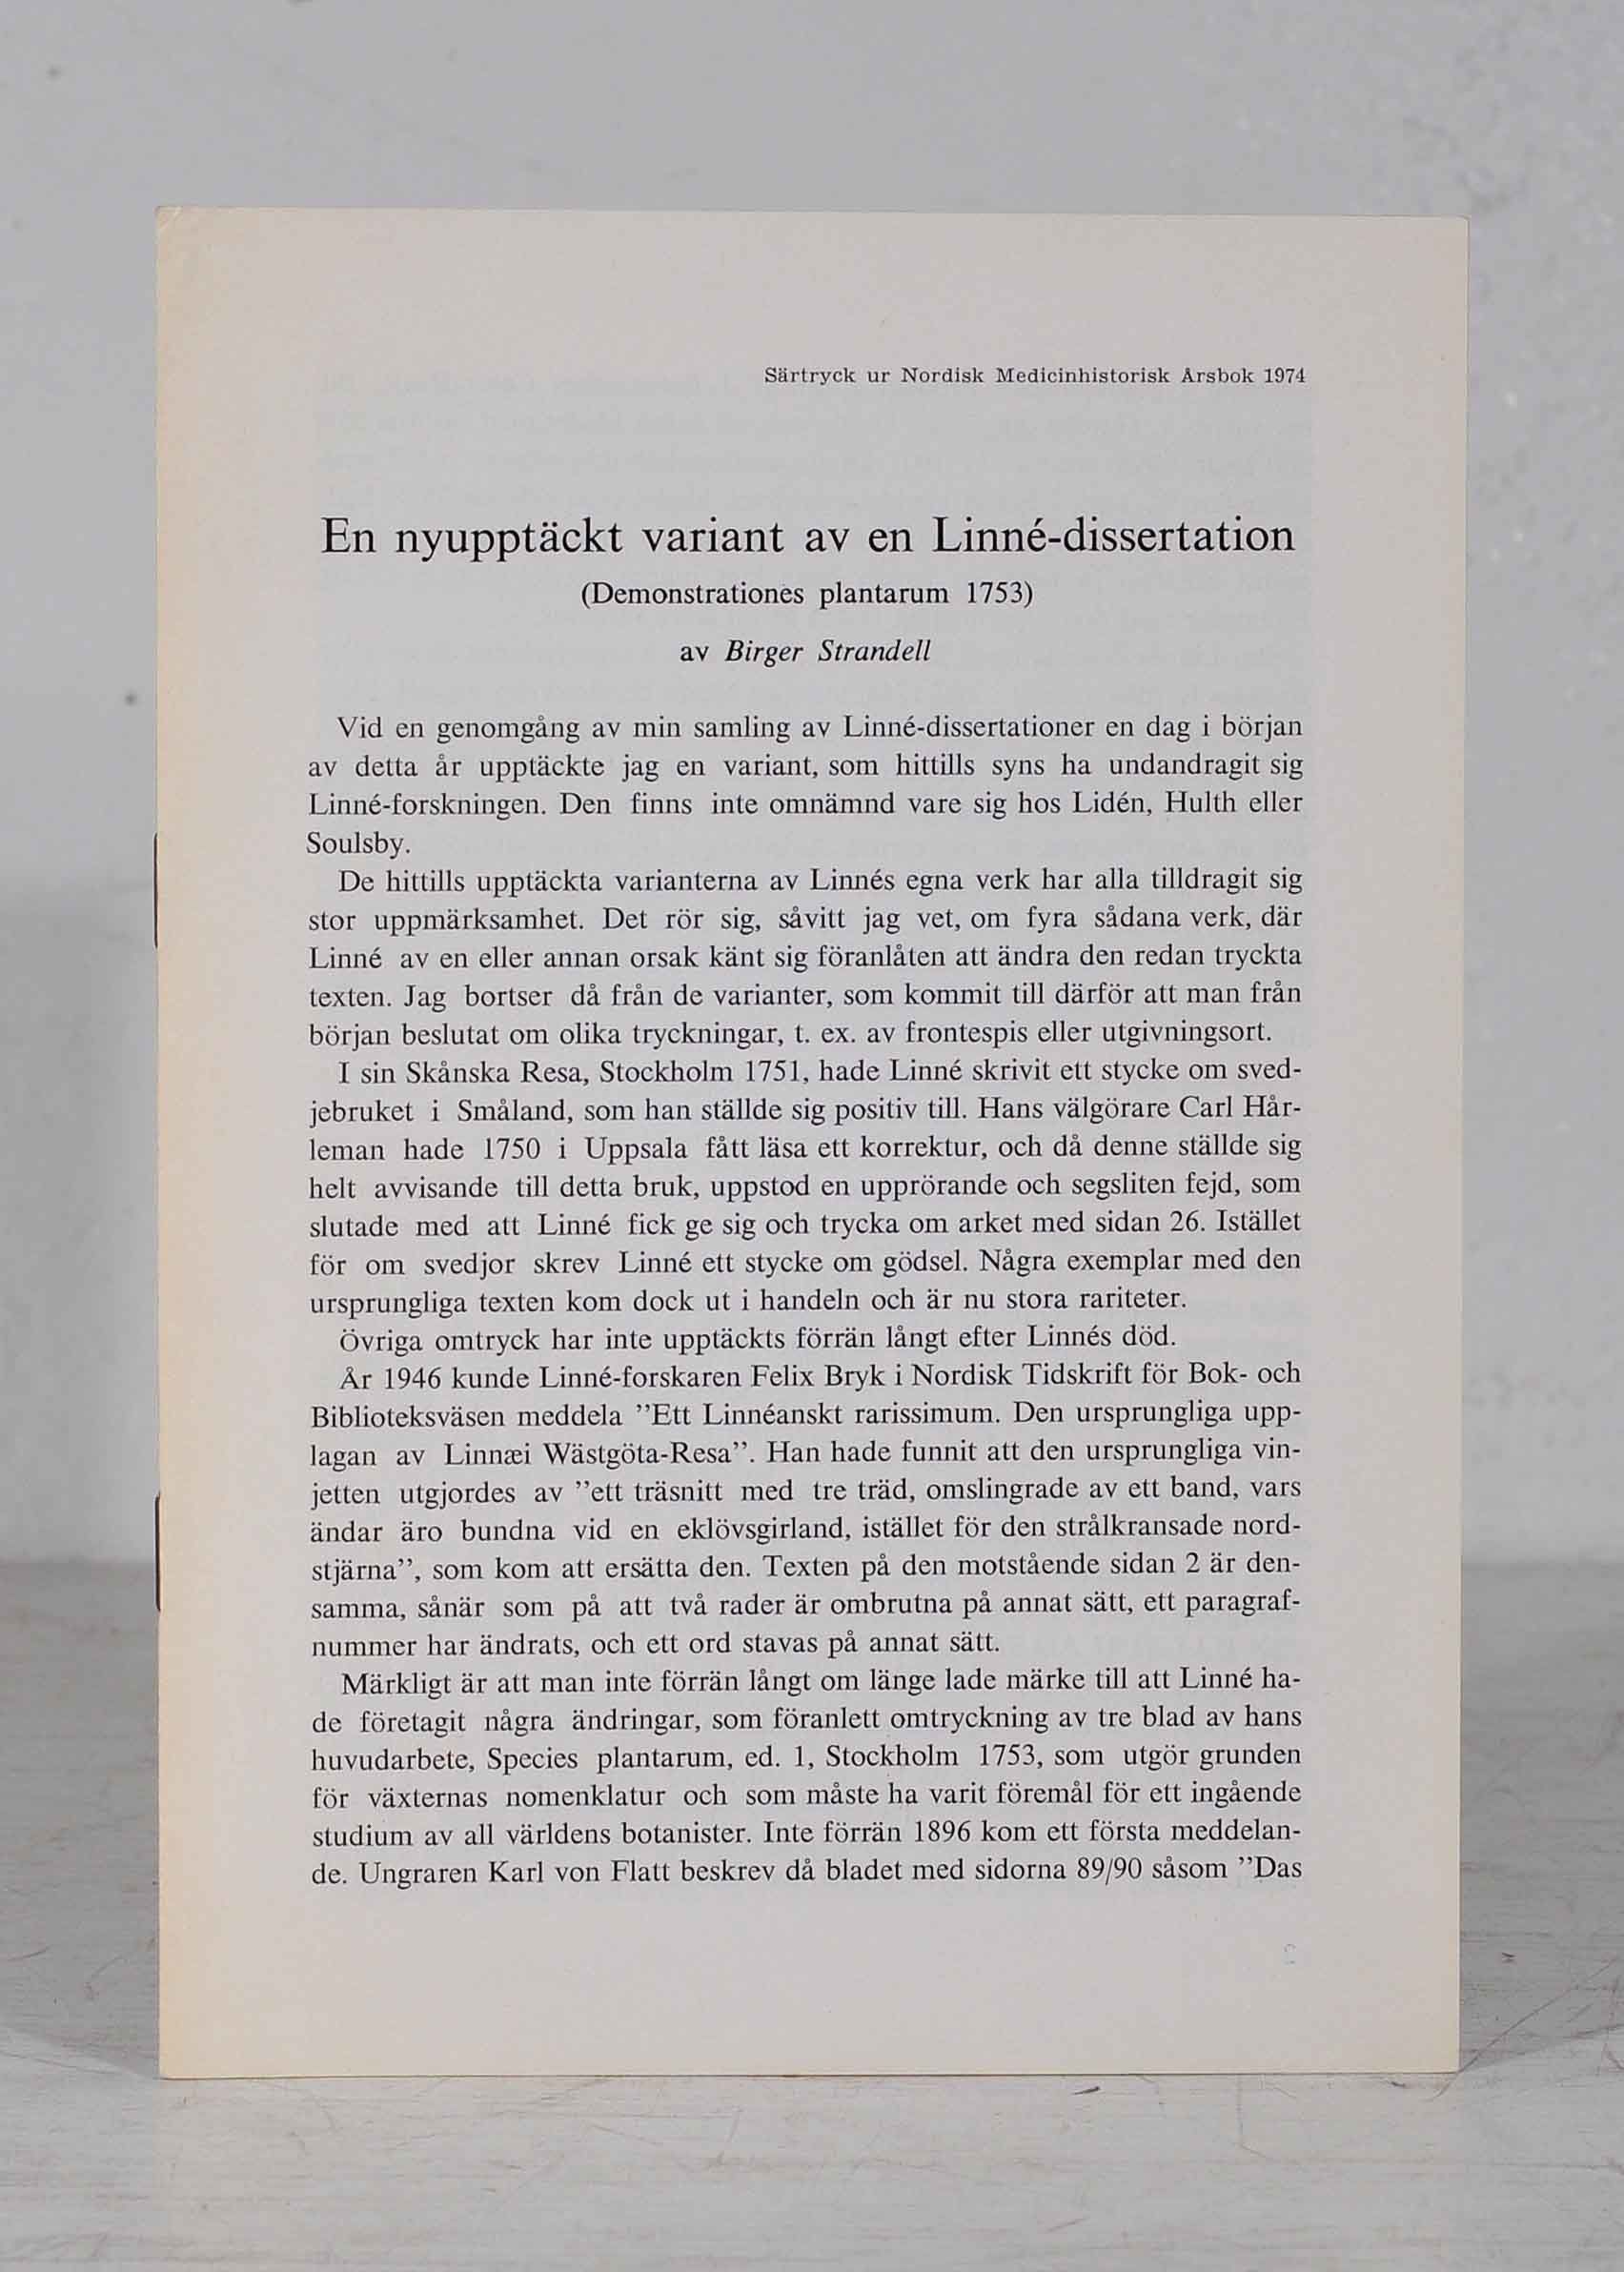 Särtryck ur Nordisk Medicinhistorisk Årsbok 1974
En nyupptäckt variant av en Linné-dissertation
(Demonstrationes plantarum 1753)
av Birger Strandell
Vid en genomgång av min samling av Linné-dissertationer en dag i början
av detta år upptäckte jag en variant, som hittills syns ha undandragit sig
Linné-forskningen. Den finns inte omnämnd vare sig hos Lidén, Hulth eller
Soulsby.
De hittills upptäckta varianterna av Linnés egna verk har alla tilldragit sig
stor uppmärksamhet. Det rör sig, såvitt jag vet, om fyra sådana verk, där
Linné av en eller annan orsak känt sig föranlåten att ändra den redan tryckta
texten. Jag bortser då från de varianter, som kommit till därför att man från
början beslutat om olika tryckningar, t. ex. av frontespis eller utgivningsort.
I sin Skånska Resa, Stockholm 1751, hade Linné skrivit ett stycke om sved-
jebruket i Småland, som han ställde sig positiv till. Hans välgörare Carl Hår-
leman hade 1750 i Uppsala fått läsa ett korrektur, och då denne ställde sig
helt avvisande till detta bruk, uppstod en upprörande och segsliten fejd, som
slutade med att Linné fick ge sig och trycka om arket med sidan 26. Istället
för om svedjor skrev Linné ett stycke om gödsel. Några exemplar med den
ursprungliga texten kom dock ut i handeln och är nu stora rariteter.
Övriga omtryck har inte upptäckts förrän långt efter Linnés död.
År 1946 kunde Linné-forskaren Felix Bryk i Nordisk Tidskrift för Bok- och
Biblioteksväsen meddela ”Ett Linnéanskt rarissimum. Den ursprungliga upp-
lagan av Linnæi Wästgöta-Resa”. Han hade funnit att den ursprungliga vin-
jetten utgjordes av ”ett träsnitt med tre träd, omslingrade av ett band, vars
ändar äro bundna vid en eklövsgirland, istället för den strålkransade nord-
stjärna”, som kom att ersätta den. Texten på den motstående sidan 2 är den-
samma, sånär som på att två rader är ombrutna på annat sätt, ett paragraf-
nummer har ändrats, och ett ord stavas på annat sätt.
Märkligt är att man inte förrän långt om länge lade märke till att Linné ha-
de företagit några ändringar, som föranlett omtryckning av tre blad av hans
huvudarbete, Species plantarum, ed. 1, Stockholm 1753, som utgör grunden
för växternas nomenklatur och som måste ha varit föremål för ett ingående
studium av all världens botanister. Inte förrän 1896 kom ett första meddelan-
de. Ungraren Karl von Flatt beskrev då bladet med sidorna 89/90 såsom ”Das